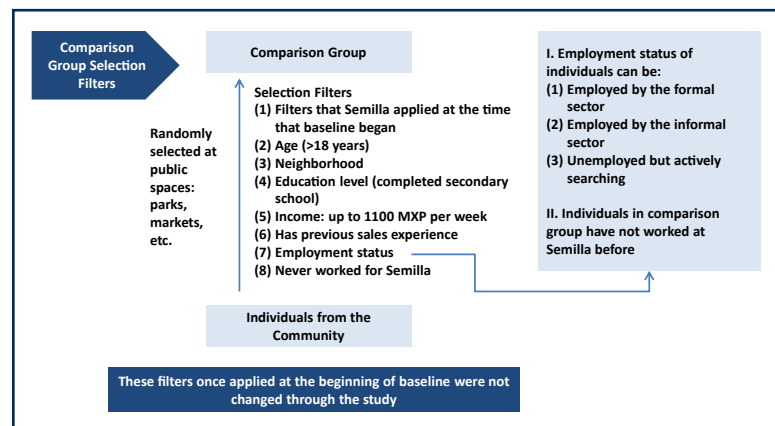 Comparison
Group Selection
Filters
Comparison Group
Randomly
selected at
public
spaces:
parks,
markets,
etc.
Selection Filters
(1) Filters that Semilla applied at the time
that baseline began
(2) Age (>18 years)
(3) Neighborhood
(4) Education level (completed secondary
school)
(5) Income: up to 1100 MXP per week
(6) Has previous sales experience
(7) Employment status
(8) Never worked for Semilla
I. Employment status of
individuals can be:
(1) Employed by the formal
sector
(2) Employed by the informal
sector
(3) Unemployed but actively
searching
II. Individuals in comparison
group have not worked at
Semilla before
Individuals from the
Community
These filters once applied at the beginning of baseline were not
changed through the study